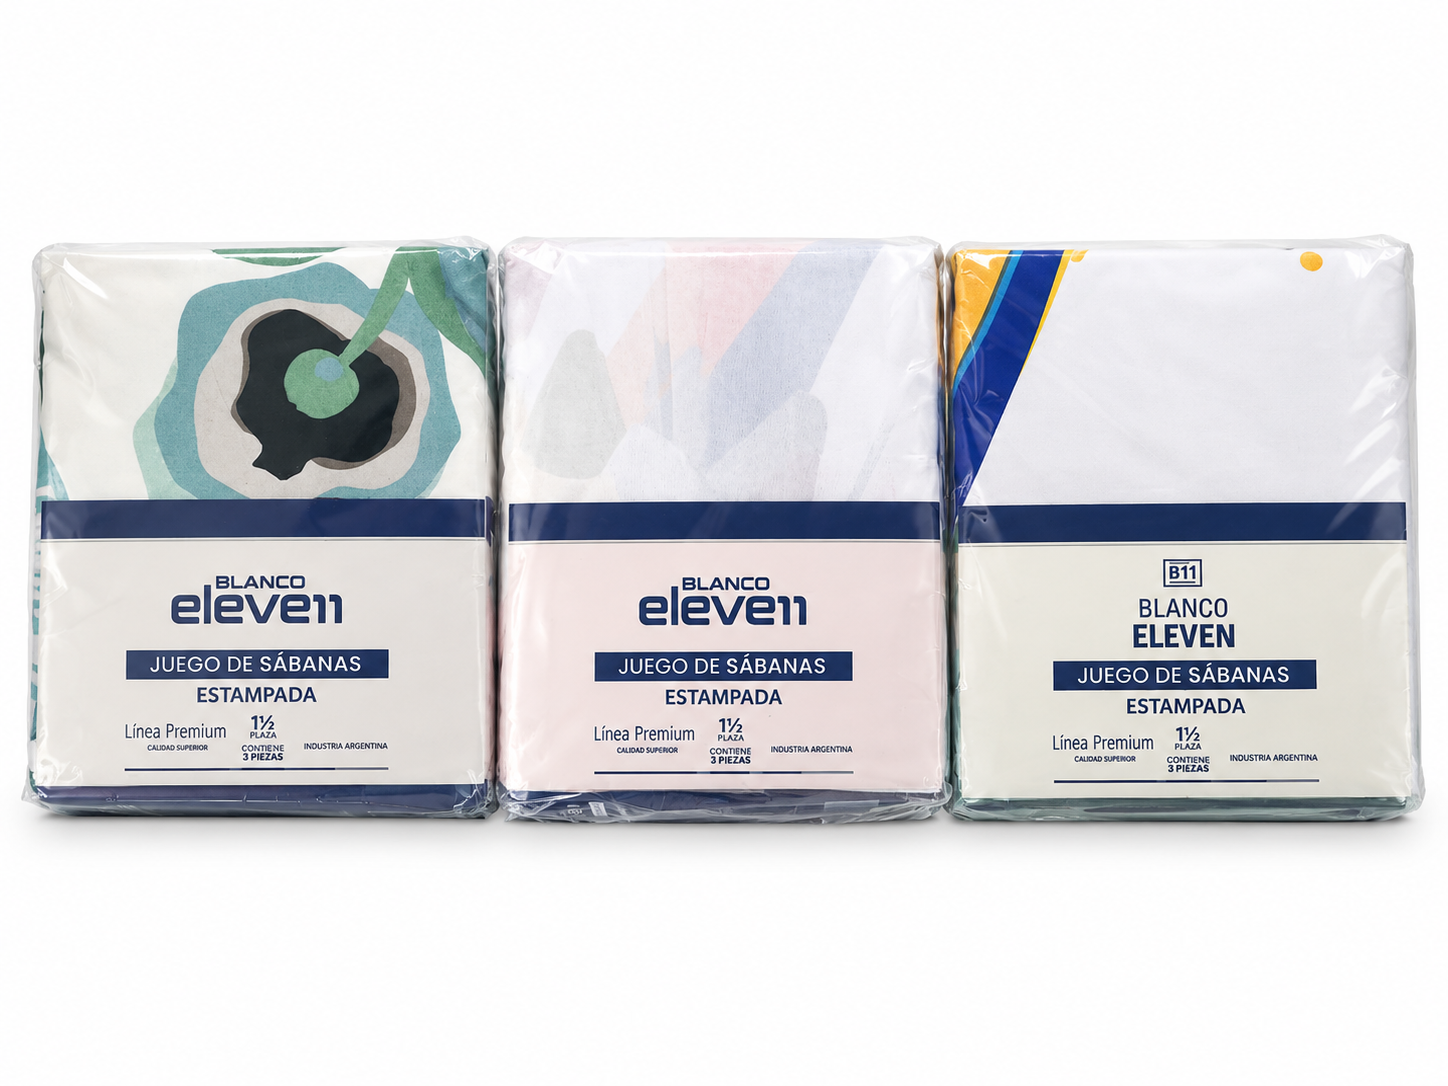 BLANCO
eleven
JUEGO DE SÁBANAS
ESTAMPADA
Línea Premium
CALIDAD SUPERIOR
1½
PLAZA
CONTIENE
3 PIEZAS
INDUSTRIA ARGENTINA
BLANCO
eleven
JUEGO DE SÁBANAS
ESTAMPADA
Línea Premium
CALIDAD SUPERIOR
1½
PLAZA
CONTIENE
3 PIEZAS
INDUSTRIA ARGENTINA
B11
BLANCO
ELEVEN
JUEGO DE SÁBANAS
ESTAMPADA
Línea Premium
CALIDAD SUPERIOR
1½
PLAZA
CONTIENE
3 PIEZAS
INDUSTRIA ARGENTINA